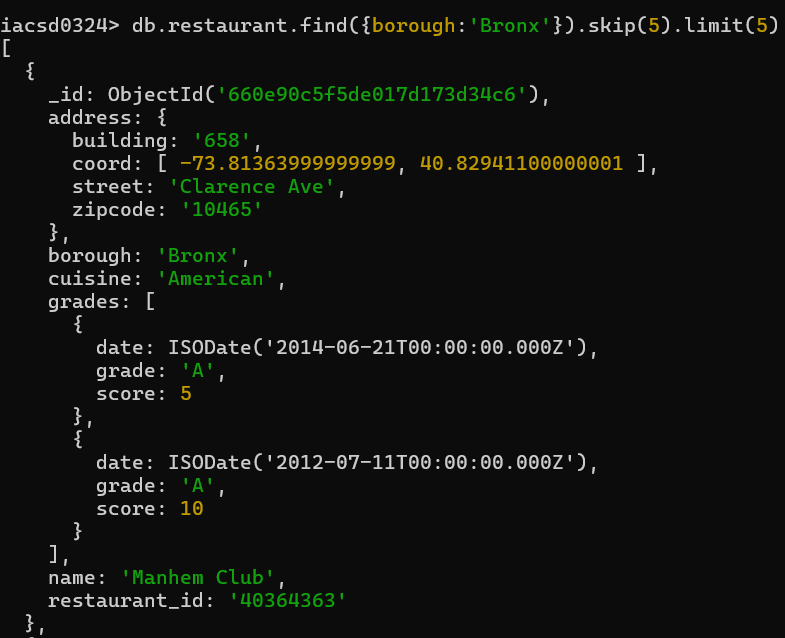 iacsd0324> db.restaurant.find({borough:'Bronx'}).skip(5).limit(5)
[
  {
    _id: ObjectId('660e90c5f5de017d173d34c6'),
    address: {
      building: '658',
      coord: [ -73.81363999999999, 40.82941100000001 ],
      street: 'Clarence Ave',
      zipcode: '10465'
    },
    borough: 'Bronx',
    cuisine: 'American',
    grades: [
      {
        date: ISODate('2014-06-21T00:00:00.000Z'),
        grade: 'A',
        score: 5
      },
      {
        date: ISODate('2012-07-11T00:00:00.000Z'),
        grade: 'A',
        score: 10
      }
    ],
    name: 'Manhem Club',
    restaurant_id: '40364363'
  },